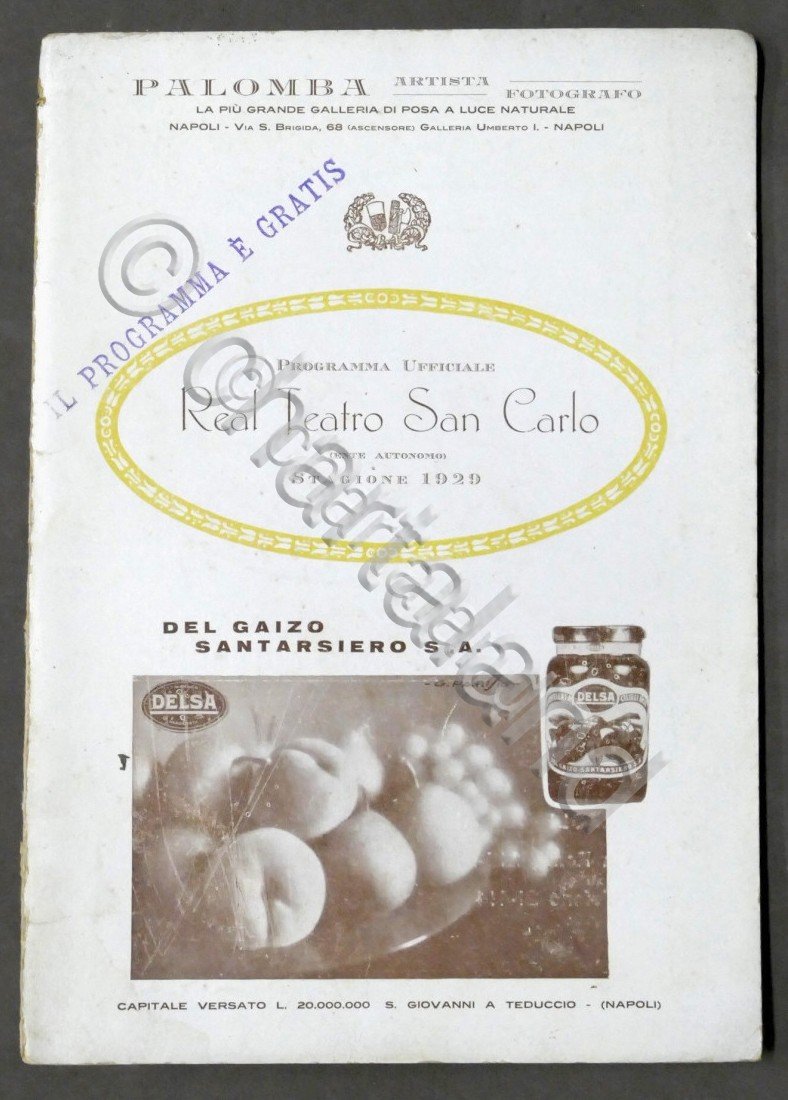 PALOMBA ARTISTA FOTOGRAFO
LA PIÙ GRANDE GALLERIA DI POSA A LUCE NATURALE
NAPOLI - VIA S. BRIGIDA, 68 (ASCENSORE) GALLERIA UMBERTO I. - NAPOLI
IL PROGRAMMA È GRATIS
PROGRAMMA UFFICIALE
Real Teatro San Carlo
(ENTE AUTONOMO)
STAGIONE 1929
DEL GAIZO
SANTARSIERO S.A.
DELSA
DELSA
CAPITALE VERSATO L. 20.000.000 S. GIOVANNI A TEDUCCIO - (NAPOLI)
© Chartaland